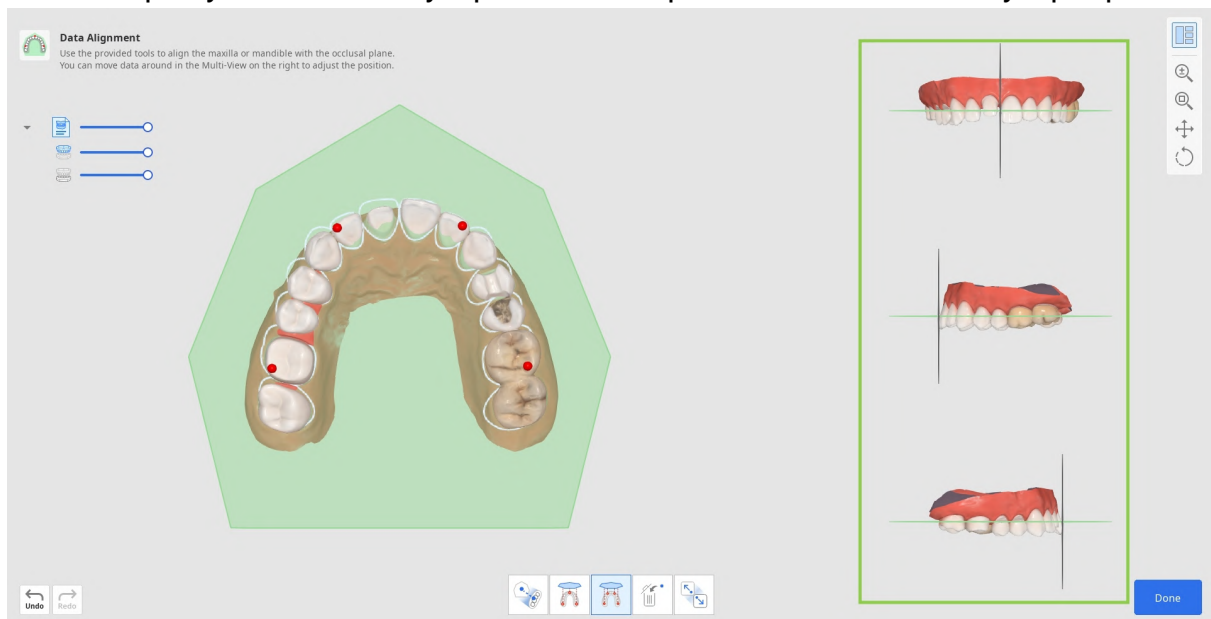 Data Alignment
Use the provided tools to align the maxilla or mandible with the occlusal plane.
You can move data around in the Multi-View on the right to adjust the position.
Undo
Redo
Done